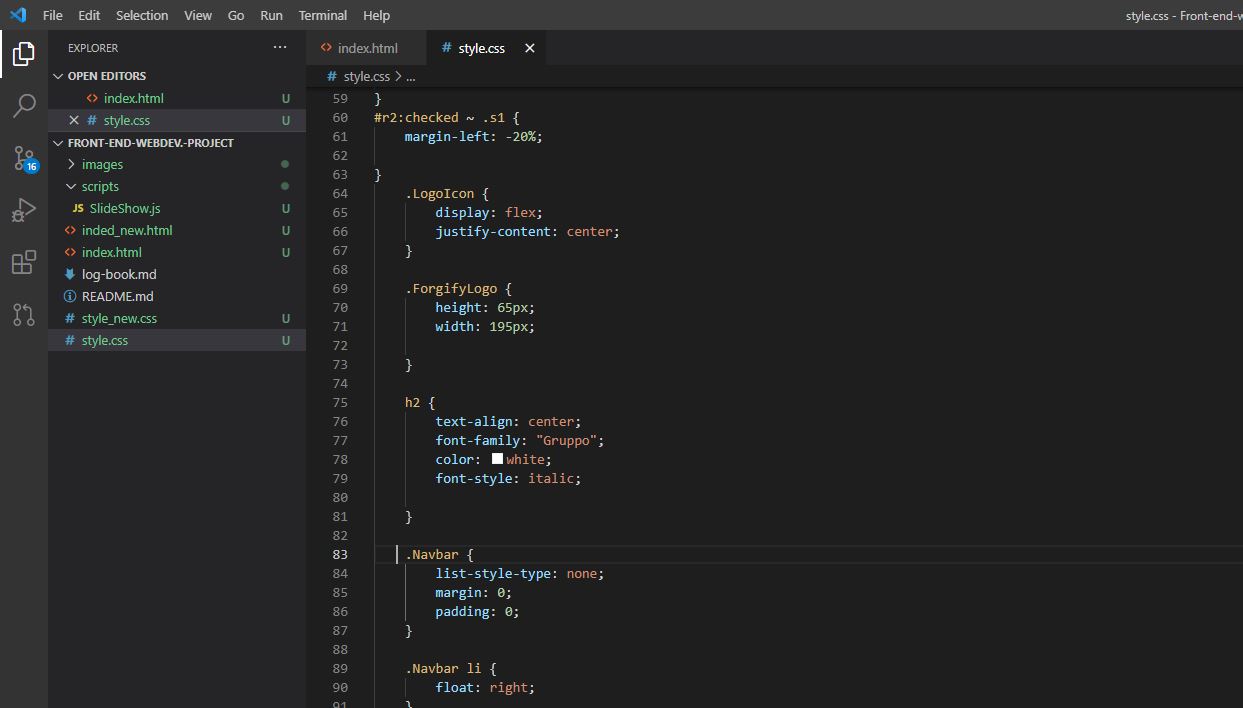 File Edit Selection View Go Run Terminal Help
style.css - Front-end-w
EXPLORER
OPEN EDITORS
index.html U
style.css U
FRONT-END-WEBDEV.-PROJECT
images
scripts
JS SlideShow.js U
inded_new.html U
index.html U
log-book.md
README.md
style_new.css U
style.css U
16
index.html # style.css
# style.css > ...
59 }
60 #r2:checked ~ .s1 {
61 margin-left: -20%;
62
63 }
64 .LogoIcon {
65 display: flex;
66 justify-content: center;
67 }
68
69 .ForgifyLogo {
70 height: 65px;
71 width: 195px;
72
73 }
74
75 h2 {
76 text-align: center;
77 font-family: "Gruppo";
78 color: white;
79 font-style: italic;
80
81 }
82
83 .Navbar {
84 list-style-type: none;
85 margin: 0;
86 padding: 0;
87 }
88
89 .Navbar li {
90 float: right;
91 }